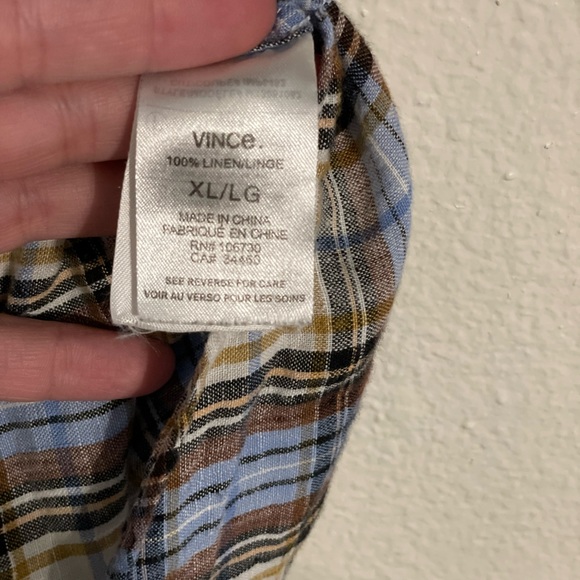 VINCe.
100% LINEN/LINGE
XL/LG
MADE IN CHINA
FABRIQUE EN CHINE
RN# 106730
CA# 34460
SEE REVERSE FOR CARE
VOIR AU VERSO POUR LES SOINS